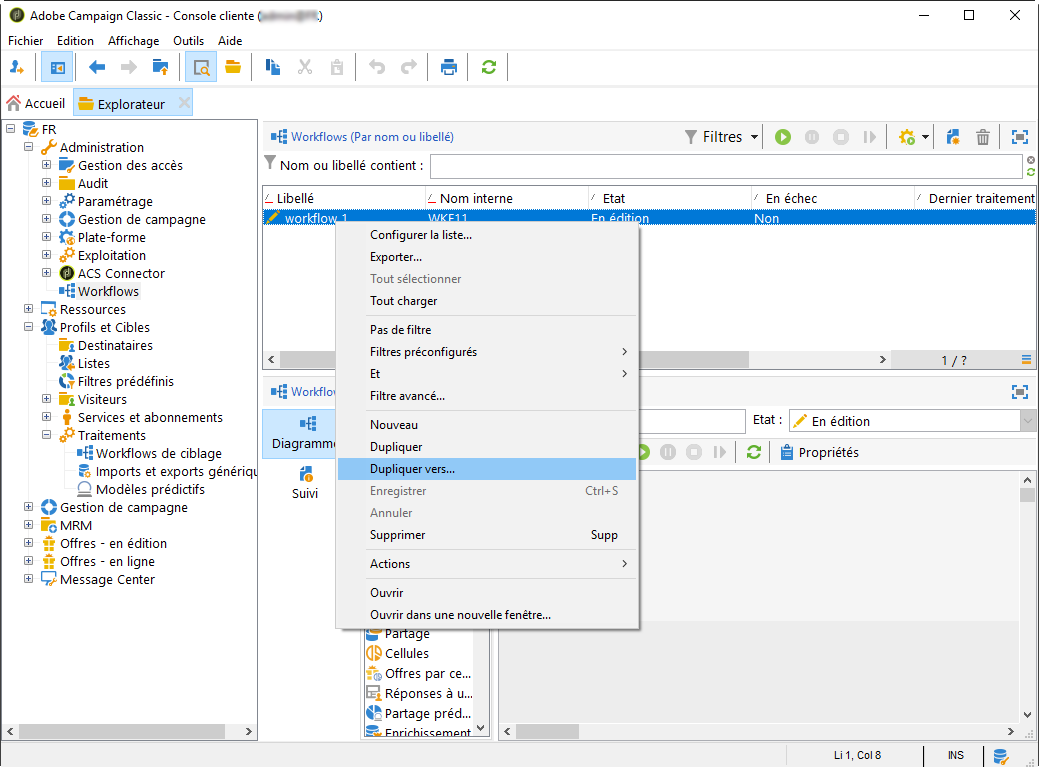 Adobe Campaign Classic - Console cliente (
Fichier Edition Affichage Outils Aide
Accueil Explorateur
FR
Administration
Gestion des accès
Audit
Paramétrage
Gestion de campagne
Plate-forme
Exploitation
ACS Connector
Workflows
Ressources
Profils et Cibles
Destinataires
Listes
Filtres prédéfinis
Visiteurs
Services et abonnements
Traitements
Workflows de ciblage
Imports et exports génériqu
Modèles prédictifs
Gestion de campagne
MRM
Offres - en édition
Offres - en ligne
Message Center
Workflows (Par nom ou libellé) Filtres
Nom ou libellé contient :
Libellé Nom interne Etat En échec Dernier traitement
workflow 1 WKF11 En édition Non
1 / ?
Configurer la liste...
Exporter...
Tout sélectionner
Tout charger
Pas de filtre
Filtres préconfigurés
Et
Filtre avancé...
Nouveau
Dupliquer
Dupliquer vers...
Enregistrer Ctrl+S
Annuler
Supprimer Supp
Actions
Ouvrir
Ouvrir dans une nouvelle fenêtre...
Workflow
Etat : En édition
Diagramme
Propriétés
Suivi
Partage
Cellules
Offres par ce...
Réponses à u...
Partage préd...
Enrichissement
Li 1, Col 8 INS